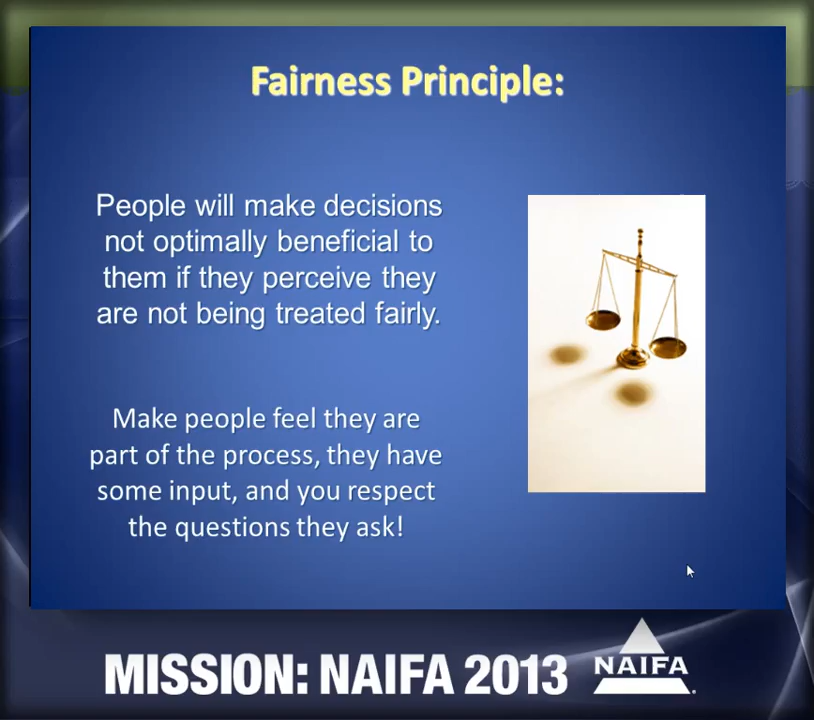 Fairness Principle:
People will make decisions
not optimally beneficial to
them if they perceive they
are not being treated fairly.
Make people feel they are
part of the process, they have
some input, and you respect
the questions they ask!
MISSION: NAIFA 2013
NAIFA